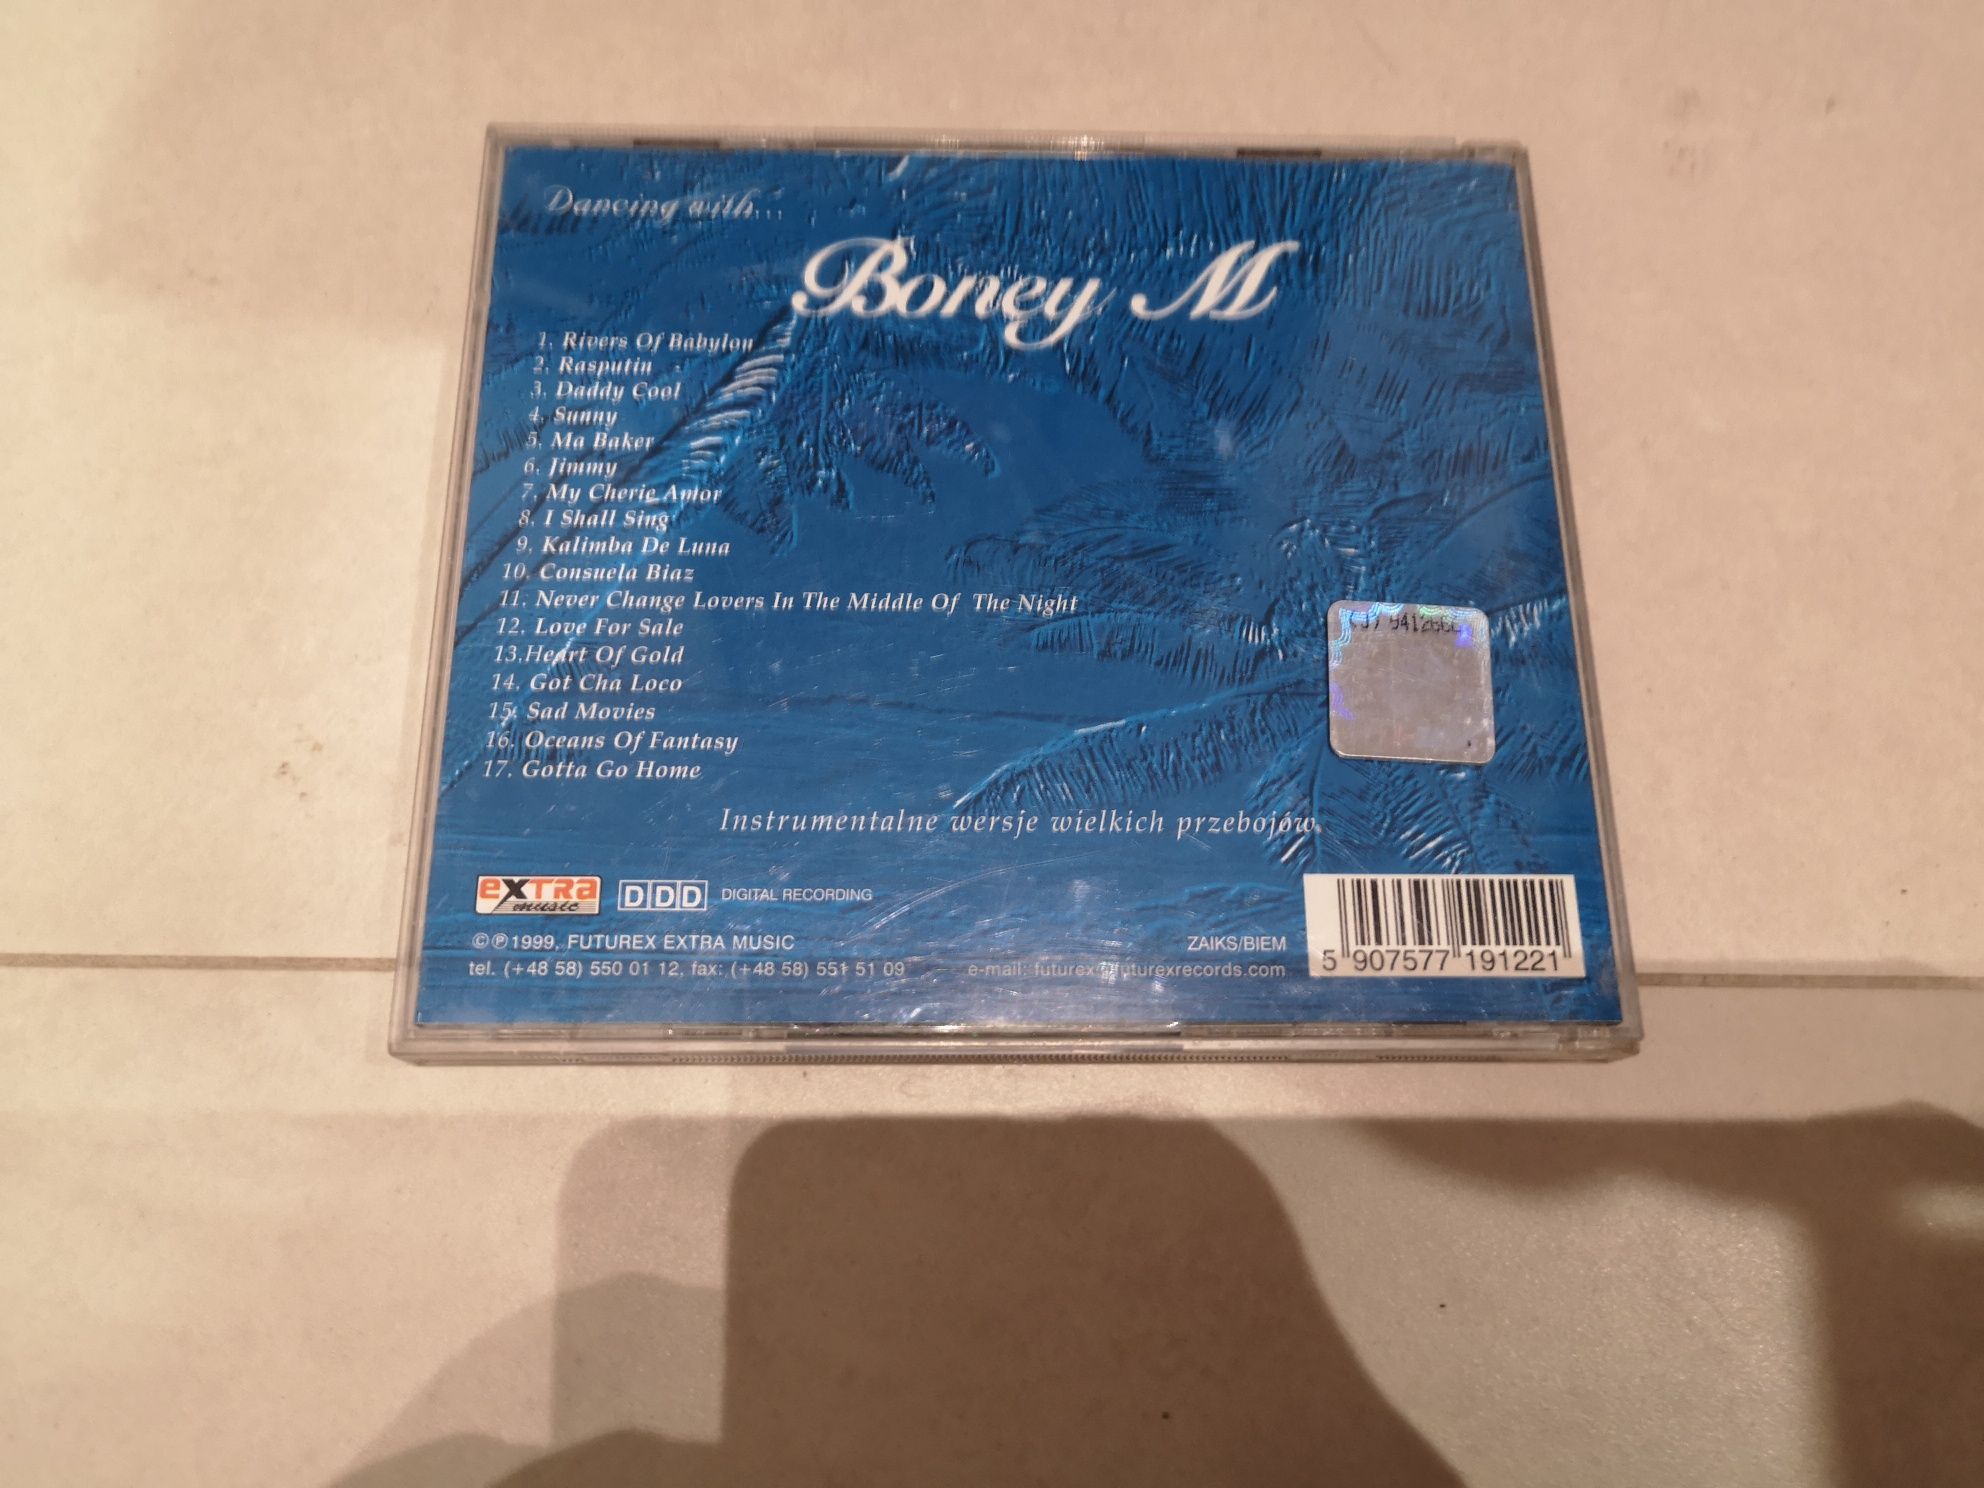 Dancing with...
Boney M
1. Rivers Of Babylon
2. Rasputin
3. Daddy Cool
4. Sunny
5. Ma Baker
6. Jimmy
7. My Cherie Amor
8. I Shall Sing
9. Kalimba De Luna
10. Consuela Biaz
11. Never Change Lovers In The Middle Of The Night
12. Love For Sale
13.Heart Of Gold
14. Got Cha Loco
15. Sad Movies
16. Oceans Of Fantasy
17. Gotta Go Home
Instrumentalne wersje wielkich przebojów.
eXTRa music DDD DIGITAL RECORDING
©℗1999, FUTUREX EXTRA MUSIC ZAIKS/BIEM
tel. (+48 58) 550 01 12, fax: (+48 58) 551 51 09 e-mail:
5 907577 191221